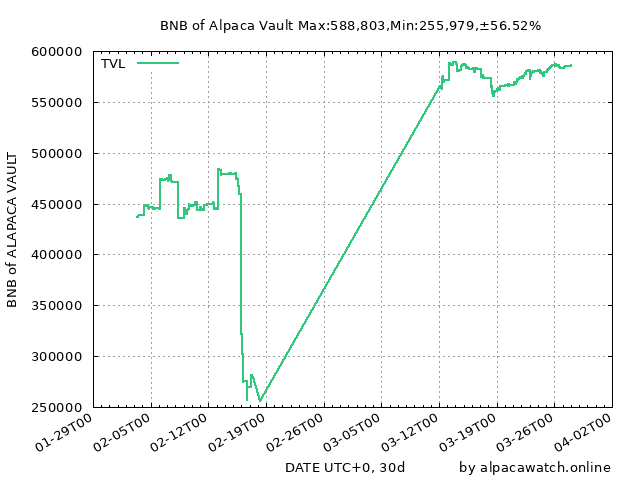 BNB of Alpaca Vault Max:588,803,Min:255,979,±56.52%
TVL
600000
550000
500000
450000
400000
350000
300000
250000
BNB of ALAPACA VAULT
01-29T00
02-05T00
02-12T00
02-19T00
02-26T00
03-05T00
03-12T00
03-19T00
03-26T00
04-02T00
DATE UTC+0, 30d
by alpacawatch.online